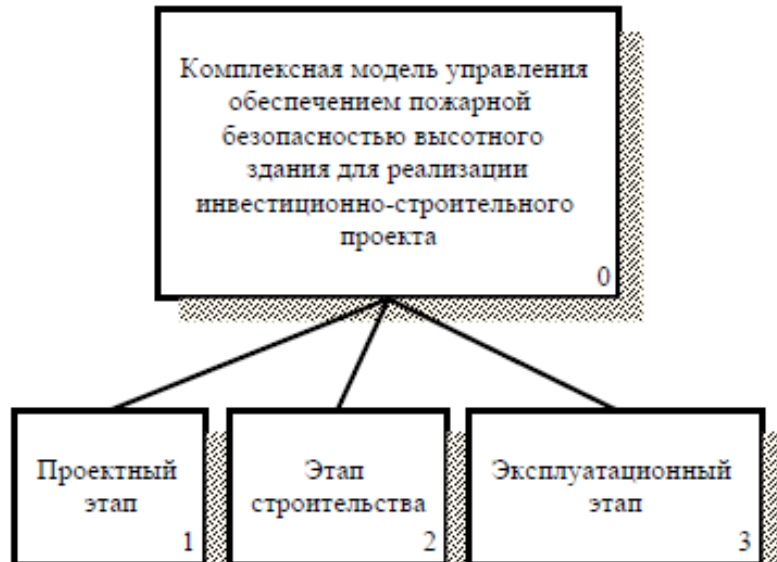 Комплексная модель управления
обеспечением пожарной
безопасностью высотного
здания для реализации
инвестиционно-строительного
проекта
0
Проектный
этап
1
Этап
строительства
2
Эксплуатационный
этап
3